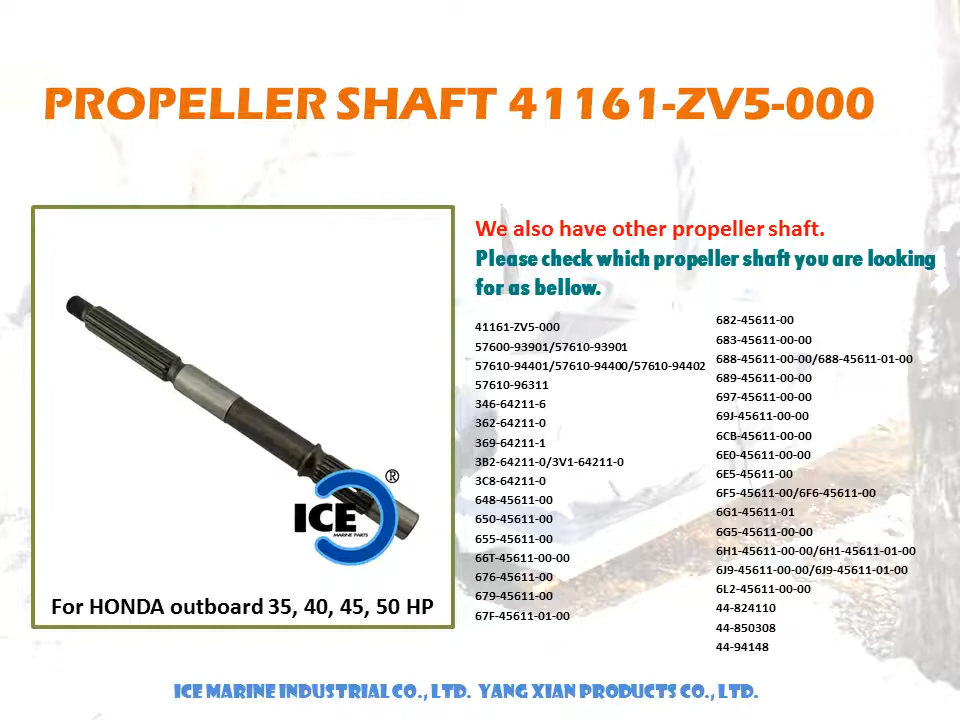 PROPELLER SHAFT 41161-ZV5-000
We also have other propeller shaft.
Please check which propeller shaft you are looking
for as bellow.
41161-ZV5-000
57600-93901/57610-93901
57610-94401/57610-94400/57610-94402
57610-96311
346-64211-6
362-64211-0
369-64211-1
3B2-64211-0/3V1-64211-0
3C8-64211-0
648-45611-00
650-45611-00
655-45611-00
66T-45611-00-00
676-45611-00
679-45611-00
67F-45611-01-00
682-45611-00
683-45611-00-00
688-45611-00-00/688-45611-01-00
689-45611-00-00
697-45611-00-00
69J-45611-00-00
6CB-45611-00-00
6E0-45611-00-00
6E5-45611-00
6F5-45611-00/6F6-45611-00
6G1-45611-01
6G5-45611-00-00
6H1-45611-00-00/6H1-45611-01-00
6J9-45611-00-00/6J9-45611-01-00
6L2-45611-00-00
44-824110
44-850308
44-94148
ICE ®
MARINE PARTS
For HONDA outboard 35, 40, 45, 50 HP
ICE MARINE INDUSTRIAL CO., LTD. YANG XIAN PRODUCTS CO., LTD.